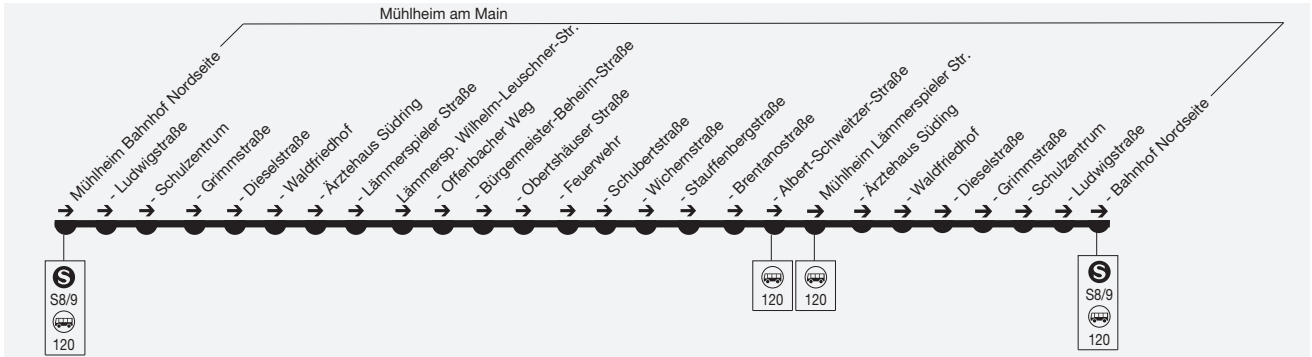 Mühlheim am Main
Mühlheim Bahnhof Nordseite
- Ludwigstraße
- Schulzentrum
- Grimmstraße
- Dieselstraße
- Waldfriedhof
- Ärztehaus Südring
- Lämmerspieler Straße
Lämmersp. Wilhelm-Leuschner-Str.
- Offenbacher Weg
- Bürgermeister-Beheim-Straße
- Obertshäuser Straße
- Feuerwehr
- Schubertstraße
- Wichernstraße
- Stauffenbergstraße
- Brentanostraße
- Albert-Schweitzer-Straße
Mühlheim Lämmerspieler Str.
- Ärztehaus Süding
- Waldfriedhof
- Dieselstraße
- Grimmstraße
- Schulzentrum
- Ludwigstraße
- Bahnhof Nordseite
S
S8/9
120
120
120
S
S8/9
120